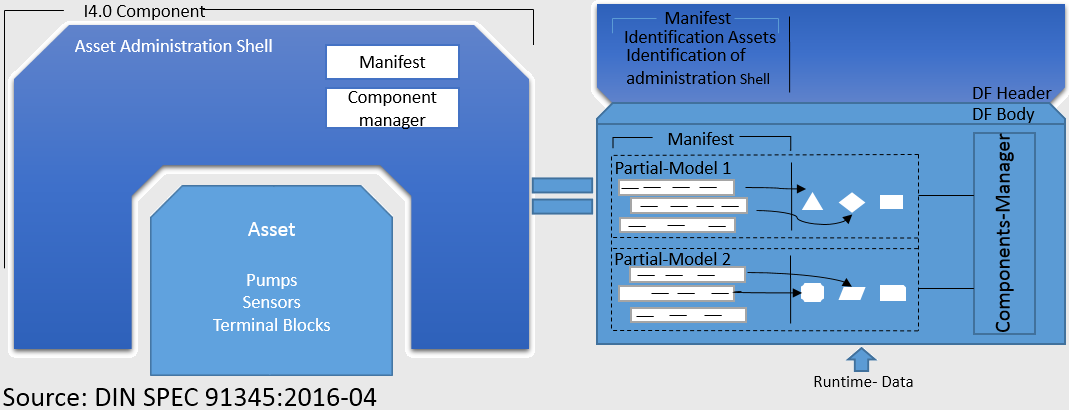 I4.0 Component
Asset Administration Shell
Manifest
Component
manager
Asset
Pumps
Sensors
Terminal Blocks
Source: DIN SPEC 91345:2016-04
Manifest
Identification Assets
Identification of
administration Shell
DF Header
DF Body
Manifest
Partial-Model 1
Partial-Model 2
Components-Manager
Runtime- Data